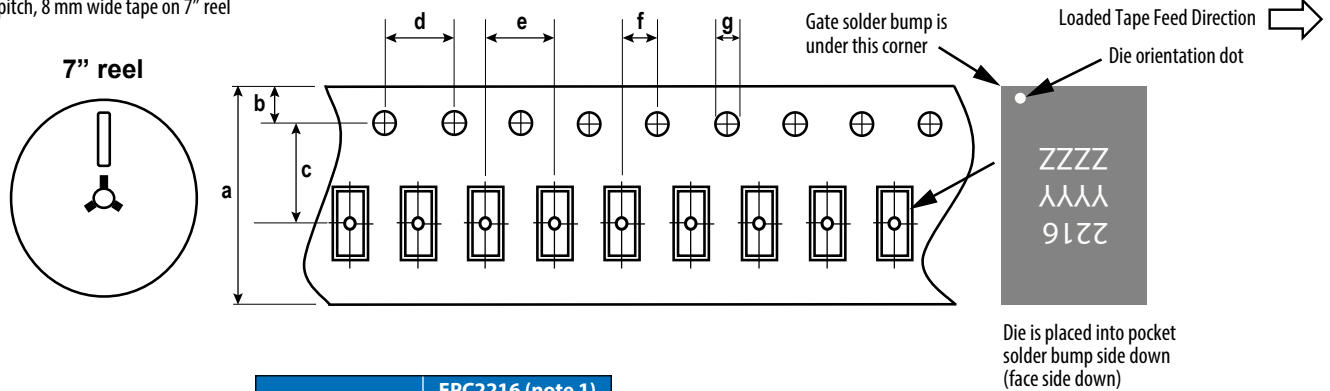 pitch, 8 mm wide tape on 7” reel
7” reel
a
b
c
d
e
f
g
Gate solder bump is
under this corner
Loaded Tape Feed Direction
Die orientation dot
2216
YYYY
ZZZZ
Die is placed into pocket
solder bump side down
(face side down)
EPC2216 (note 1)